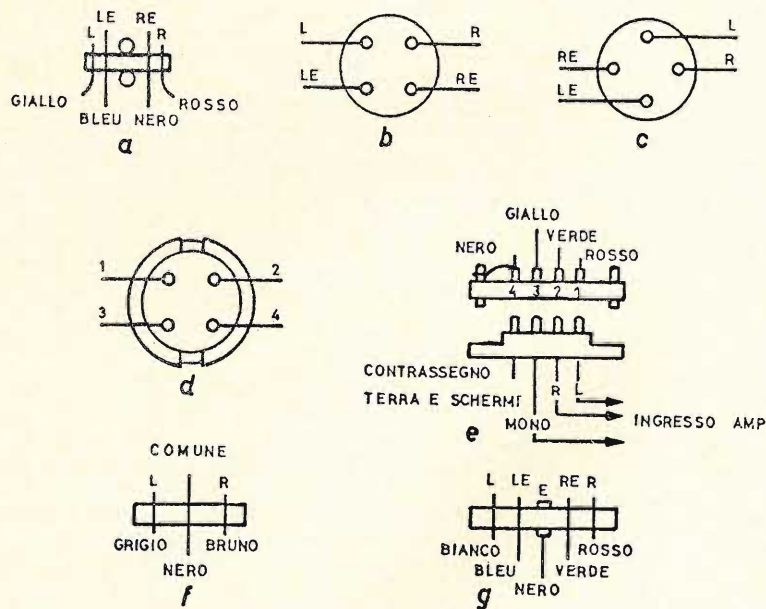 LE RE
L R
GIALLO ROSSO
BLEU NERO
a
L R
LE RE
b
L
RE R
LE
c
1 2
3 4
d
GIALLO
VERDE
NERO ROSSO
4 3 2 1
CONTRASSEGNO
TERRA E SCHERMI R L
MONO INGRESSO AMP
e
COMUNE
L R
GRIGIO BRUNO
NERO
f
L LE E RE R
BIANCO ROSSO
BLEU VERDE
NERO
g